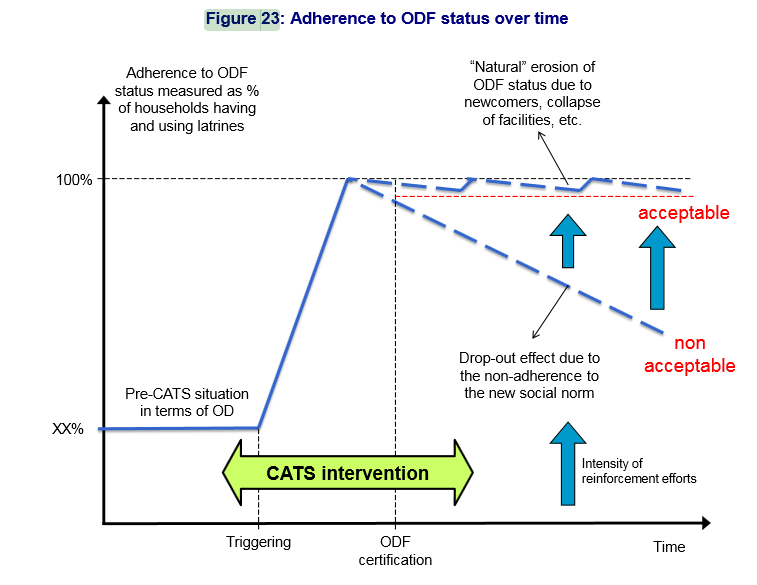 Figure 23: Adherence to ODF status over time
Adherence to ODF
status measured as %
of households having
and using latrines
“Natural” erosion of
ODF status due to
newcomers, collapse
of facilities, etc.
100%
acceptable
non
acceptable
Drop-out effect due to
the non-adherence to
the new social norm
Pre-CATS situation
in terms of OD
XX%
CATS intervention
Intensity of
reinforcement efforts
Triggering
ODF
certification
Time